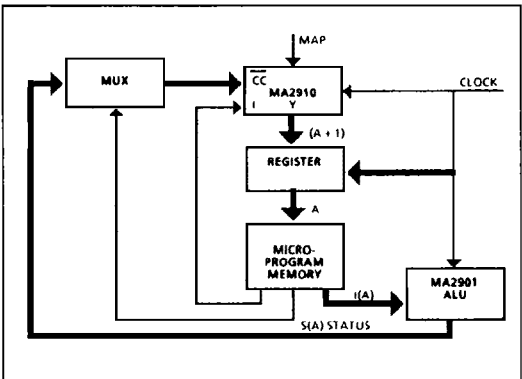 MAP
MUX
CC
MA2910
I Y
CLOCK
(A + 1)
REGISTER
A
MICRO-
PROGRAM
MEMORY
I(A)
MA2901
ALU
S(A) STATUS